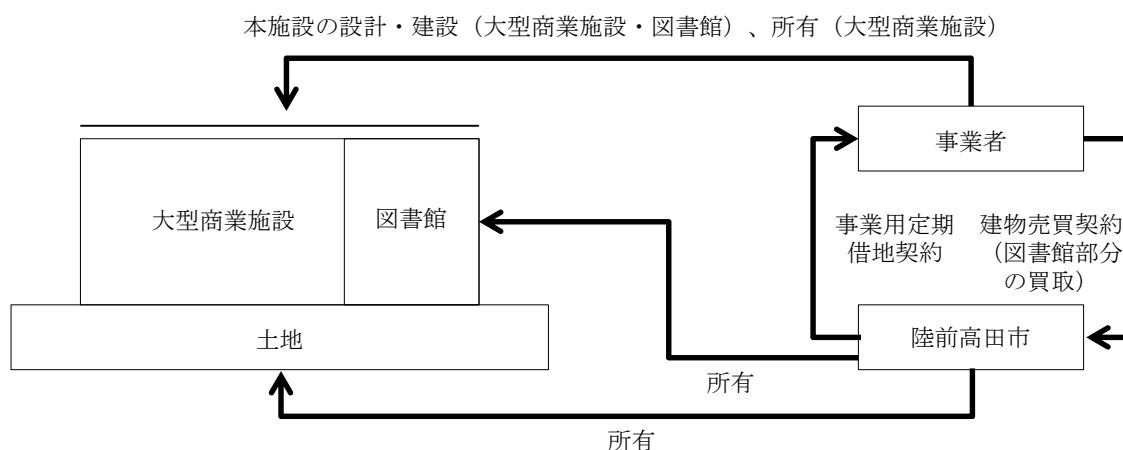 本施設の設計・建設（大型商業施設・図書館）、所有（大型商業施設）
事業者
大型商業施設
図書館
事業用定期
借地契約
建物売買契約
（図書館部分
の買取）
土地
陸前高田市
所有
所有